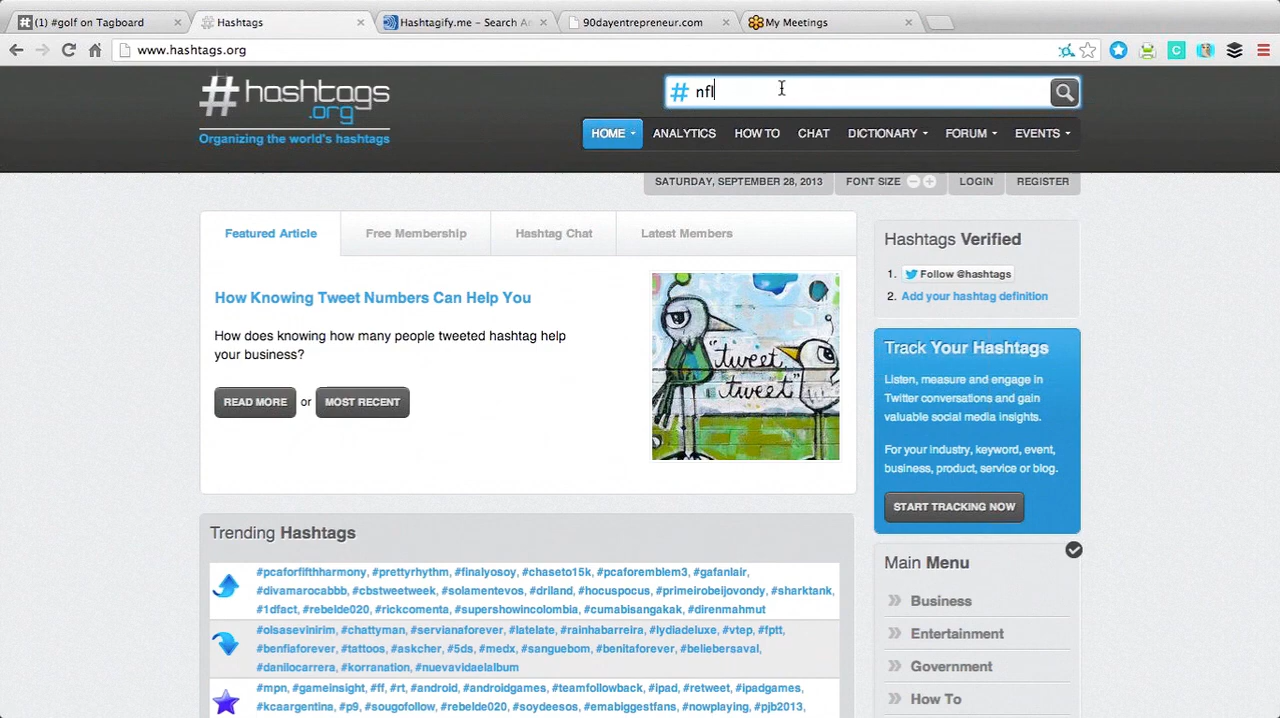 (1) #golf on Tagboard
Hashtags
Hashtagify.me - Search An
90dayentrepreneur.com
My Meetings
www.hashtags.org
#hashtags
.org
Organizing the world's hashtags
# nfl
HOME
ANALYTICS
HOW TO
CHAT
DICTIONARY
FORUM
EVENTS
SATURDAY, SEPTEMBER 28, 2013
FONT SIZE
LOGIN
REGISTER
Featured Article
Free Membership
Hashtag Chat
Latest Members
How Knowing Tweet Numbers Can Help You
How does knowing how many people tweeted hashtag help
your business?
READ MORE or MOST RECENT
"tweet
tweet"
Hashtags Verified
1. Follow @hashtags
2. Add your hashtag definition
Track Your Hashtags
Listen, measure and engage in
Twitter conversations and gain
valuable social media insights.
For your industry, keyword, event,
business, product, service or blog.
START TRACKING NOW
Trending Hashtags
#pcaforfifthharmony, #prettyrhythm, #finalyosoy, #chaseto15k, #pcaforemblem3, #gafanlair,
#divamarocabbb, #cbstweetweek, #solamentevos, #driland, #hocuspocus, #primeirobeijovondy, #sharktank,
#1dfact, #rebelde020, #rickcomenta, #supershowincolombia, #cumabisangakak, #direnmahmut
#olsasevinirim, #chattyman, #servianaforever, #latelate, #rainhabarreira, #lydiadeluxe, #vtep, #fptt,
#benfiaforever, #tattoos, #askcher, #5ds, #medx, #sanguebom, #benitaforever, #beliebersaval,
#danilocarrera, #korranation, #nuevavidaelalbum
#mpn, #gameinsight, #ff, #rt, #android, #androidgames, #teamfollowback, #ipad, #retweet, #ipadgames,
#kcaargentina, #p9, #sougofollow, #rebelde020, #soydeesos, #emabiggestfans, #nowplaying, #pjb2013,
Main Menu
Business
Entertainment
Government
How To